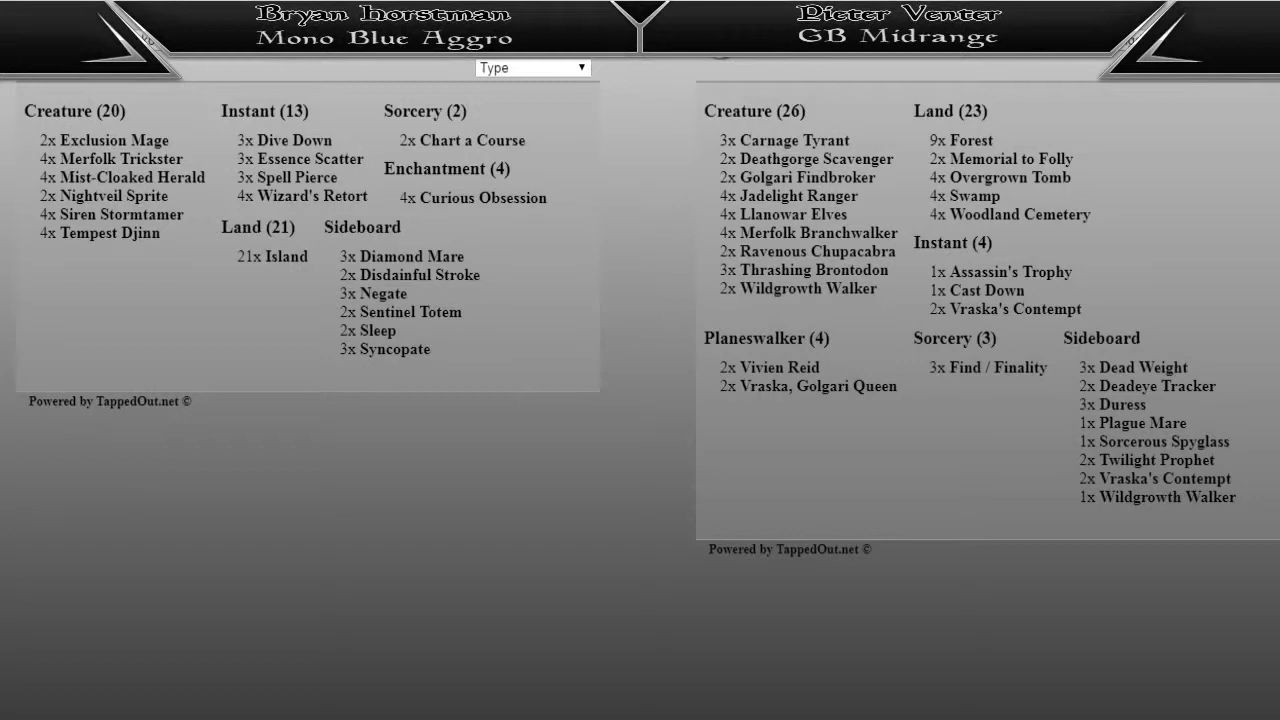 Bryan Horstman
Mono Blue Aggro
Pieter Venter
GB Midrange
Type
Creature (20)
2x Exclusion Mage
4x Merfolk Trickster
4x Mist-Cloaked Herald
2x Nightveil Sprite
4x Siren Stormtamer
4x Tempest Djinn
Instant (13)
3x Dive Down
3x Essence Scatter
3x Spell Pierce
4x Wizard's Retort
Sorcery (2)
2x Chart a Course
Enchantment (4)
4x Curious Obsession
Land (21)
21x Island
Sideboard
3x Diamond Mare
2x Disdainful Stroke
3x Negate
2x Sentinel Totem
2x Sleep
3x Syncopate
Powered by TappedOut.net ©
Creature (26)
3x Carnage Tyrant
2x Deathgorge Scavenger
2x Golgari Findbroker
4x Jadelight Ranger
4x Llanowar Elves
4x Merfolk Branchwalker
2x Ravenous Chupacabra
3x Thrashing Brontodon
2x Wildgrowth Walker
Land (23)
9x Forest
2x Memorial to Folly
4x Overgrown Tomb
4x Swamp
4x Woodland Cemetery
Instant (4)
1x Assassin's Trophy
1x Cast Down
2x Vraska's Contempt
Planeswalker (4)
2x Vivien Reid
2x Vraska, Golgari Queen
Sorcery (3)
3x Find / Finality
Sideboard
3x Dead Weight
2x Deadeye Tracker
3x Duress
1x Plague Mare
1x Sorcerous Spyglass
2x Twilight Prophet
2x Vraska's Contempt
1x Wildgrowth Walker
Powered by TappedOut.net ©